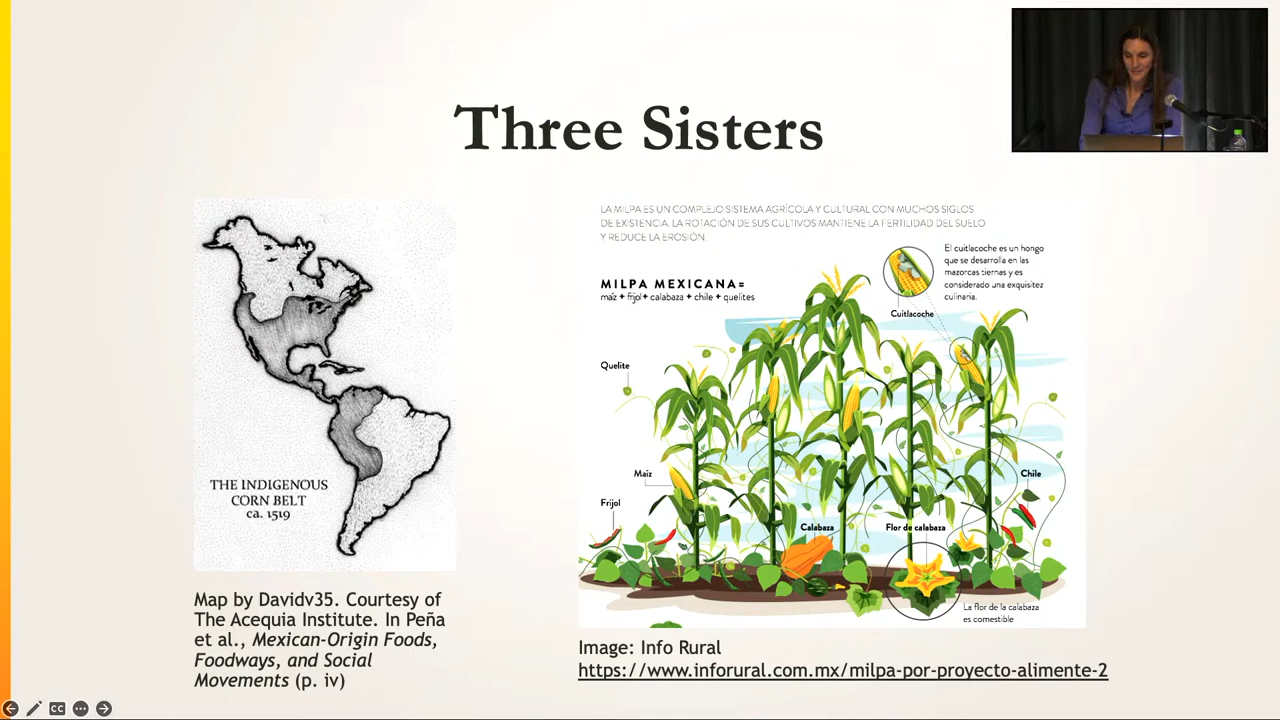 Three Sisters
THE INDIGENOUS
CORN BELT
ca. 1519
Map by Davidv35. Courtesy of
The Acequia Institute. In Peña
et al., Mexican-Origin Foods,
Foodways, and Social
Movements (p. iv)
LA MILPA ES UN COMPLEJO SISTEMA AGRÍCOLA Y CULTURAL CON MUCHOS SIGLOS
DE EXISTENCIA. LA ROTACIÓN DE SUS CULTIVOS MANTIENE LA FERTILIDAD DEL SUELO
Y REDUCE LA EROSIÓN.
MILPA MEXICANA=
maíz + frijol+ calabaza + chile + quelites
El cuitlacoche es un hongo
que se desarrolla en las
mazorcas tiernas y es
considerado una exquisitez
culinaria.
Cuitlacoche
Quelite
Maíz
Chile
Frijol
Calabaza
Flor de calabaza
La flor de la calabaza
es comestible
Image: Info Rural
https://www.inforural.com.mx/milpa-por-proyecto-alimente-2
CC